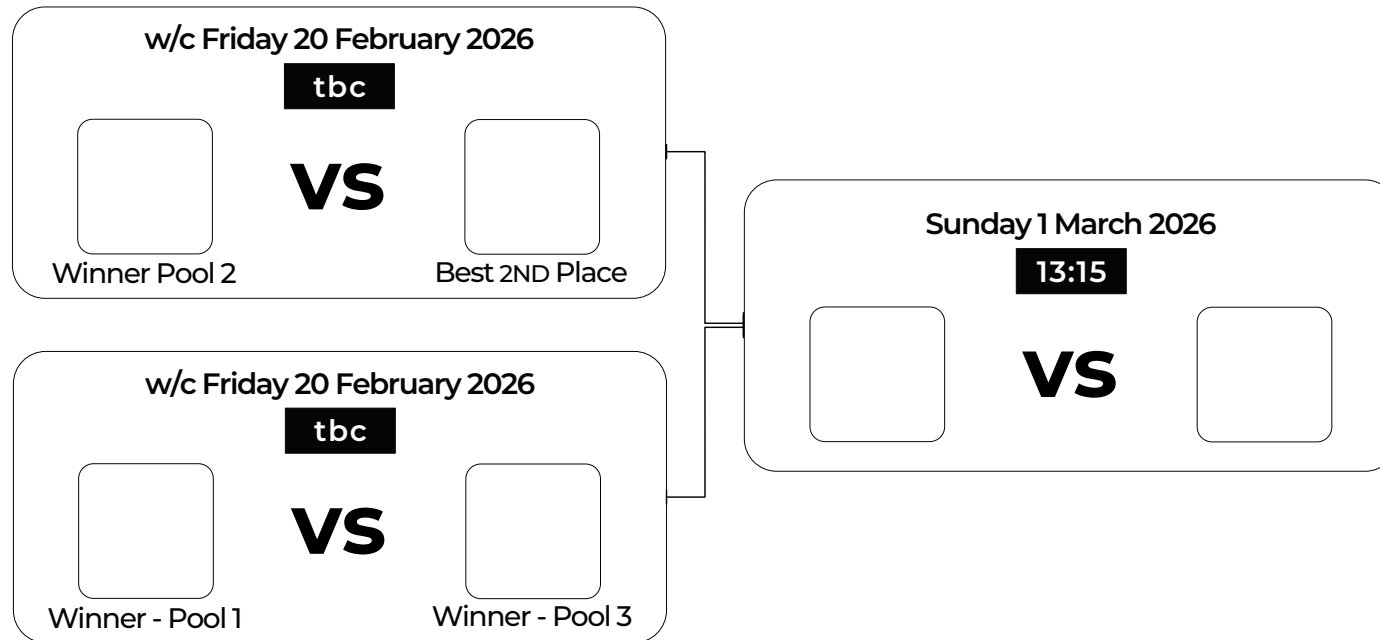 w/c Friday 20 February 2026
tbc
VS
Winner Pool 2
Best 2ND Place
w/c Friday 20 February 2026
tbc
VS
Winner - Pool 1
Winner - Pool 3
Sunday 1 March 2026
13:15
VS